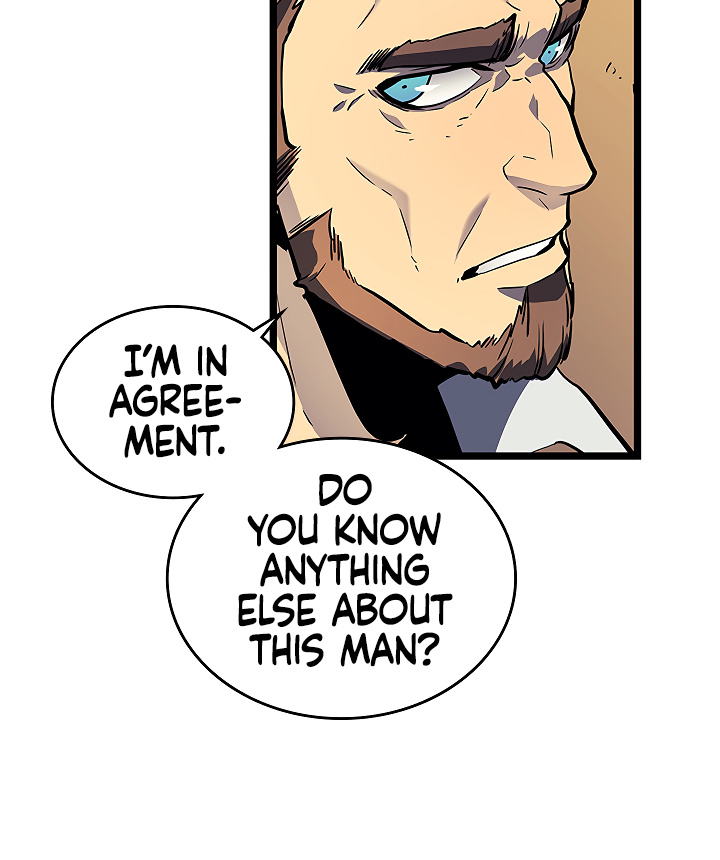 I'M IN
AGREE-
MENT.
DO
YOU KNOW
ANYTHING
ELSE ABOUT
THIS MAN?